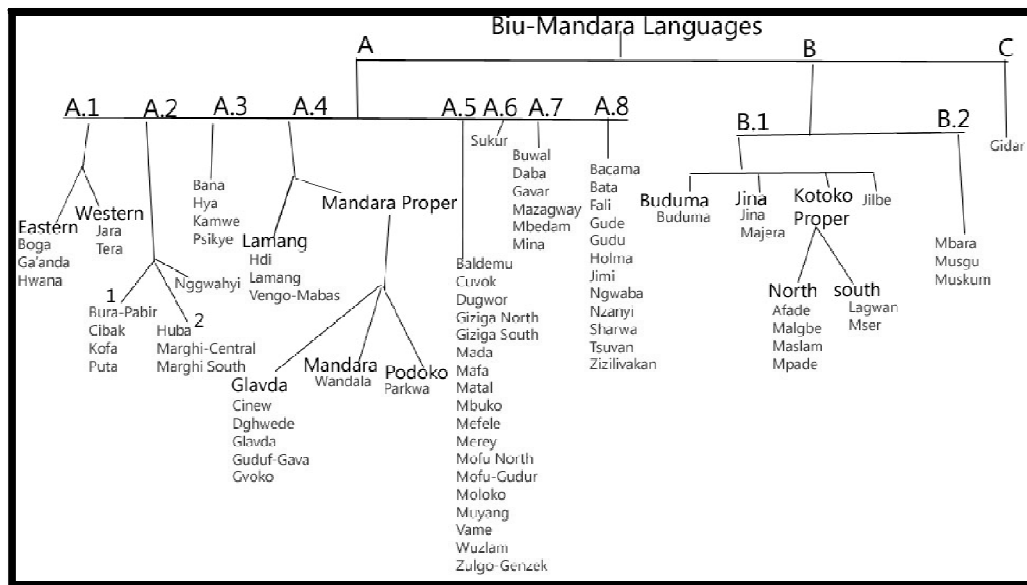 Biu-Mandara Languages
A
B
C
A.1
A.2
A.3
A.4
A.5
A.6
A.7
A.8
B.1
B.2
Eastern
Boga
Ga'anda
Hwana
Western
Jara
Tera
1
Bura-Pabir
Cibak
Kofa
Puta
Nggwahyi
2
Huba
Marghi-Central
Marghi South
Bana
Hya
Kamwe
Psikye
Lamang
Hdi
Lamang
Vengo-Mabas
Mandara Proper
Glavda
Cinew
Dghwede
Glavda
Guduf-Gava
Gvoko
Mandara
Wandala
Podoko
Parkwa
Baldemu
Cuvok
Dugwor
Giziga North
Giziga South
Mada
Mafa
Matal
Mbuko
Mefele
Merey
Mofu North
Mofu-Gudur
Moloko
Muyang
Vame
Wuzlam
Zulgo-Genzek
Sukur
Buwal
Daba
Gavar
Mazagway
Mbedam
Mina
Bacama
Bata
Fali
Gude
Gudu
Holma
Jimi
Ngwaba
Nzanyi
Sharwa
Tsuvan
Zizilivakan
Buduma
Buduma
Jina
Jina
Majera
Kotoko
Proper
North
Afade
Malgbe
Maslam
Mpade
south
Lagwan
Mser
Jilbe
Mbara
Musgu
Muskum
Gidar